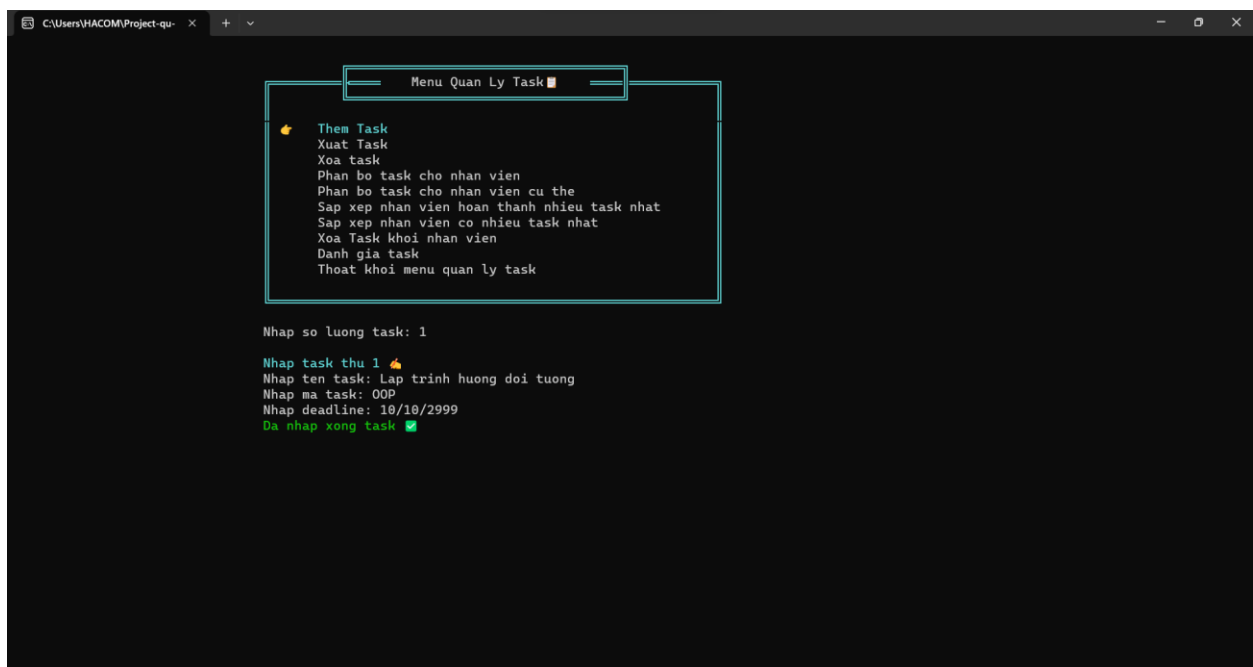 C:\Users\HACOM\Project-qu-
Menu Quan Ly Task📋
👉 Them Task
Xuat Task
Xoa task
Phan bo task cho nhan vien
Phan bo task cho nhan vien cu the
Sap xep nhan vien hoan thanh nhieu task nhat
Sap xep nhan vien co nhieu task nhat
Xoa Task khoi nhan vien
Danh gia task
Thoat khoi menu quan ly task
Nhap so luong task: 1
Nhap task thu 1 ✍
Nhap ten task: Lap trinh huong doi tuong
Nhap ma task: OOP
Nhap deadline: 10/10/2999
Da nhap xong task ✅